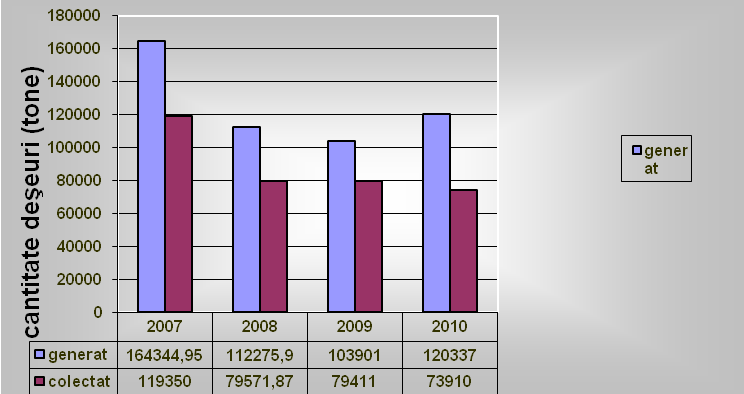 cantitate deşeuri (tone)
180000
160000
140000
120000
100000
80000
60000
40000
20000
0
2007 2008 2009 2010
generat 164344,95 112275,9 103901 120337
colectat 119350 79571,87 79411 73910
gener
at